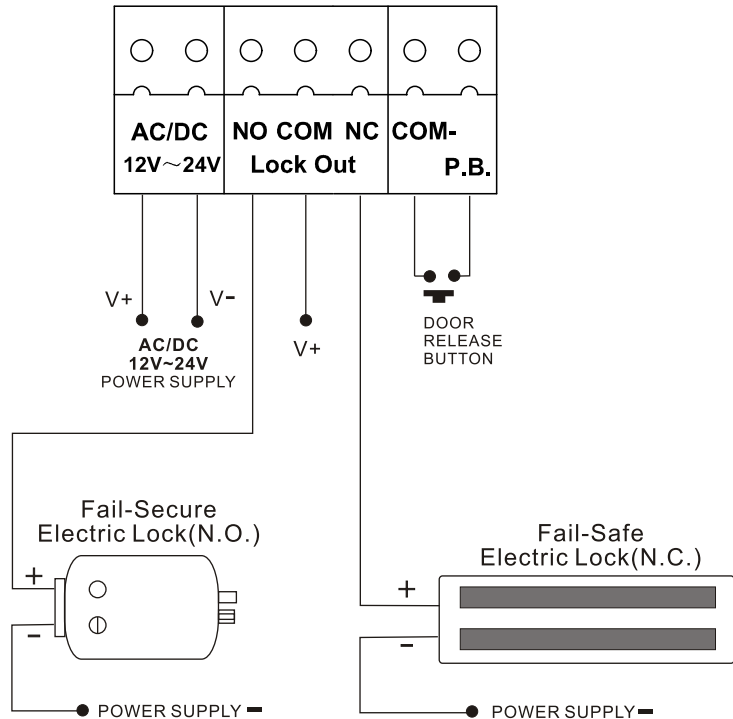 AC/DC
12V～24V
NO COM NC
Lock Out
COM-
P.B.
V+
V-
AC/DC
12V~24V
POWER SUPPLY
V+
DOOR
RELEASE
BUTTON
Fail-Secure
Electric Lock(N.O.)
+
-
POWER SUPPLY -
Fail-Safe
Electric Lock(N.C.)
+
-
POWER SUPPLY -